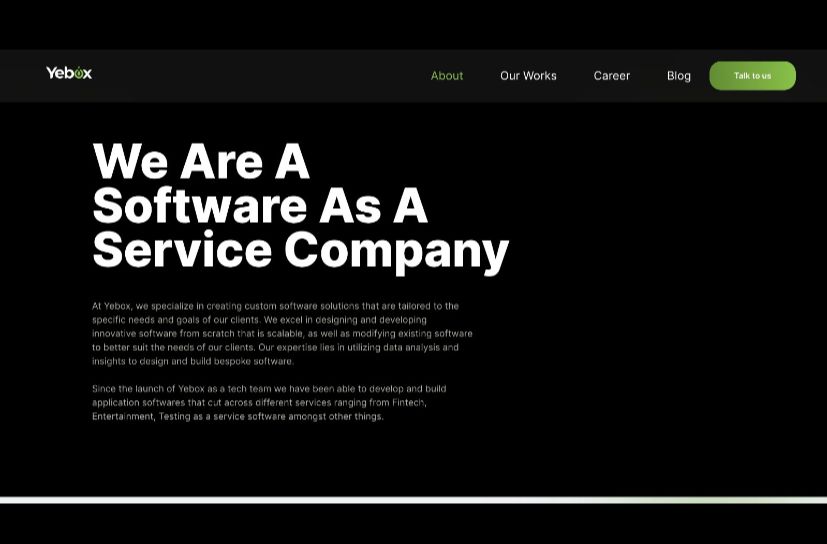 Yebox
About
Our Works
Career
Blog
Talk to us
We Are A
Software As A
Service Company
At Yebox, we specialize in creating custom software solutions that are tailored to the
specific needs and goals of our clients. We excel in designing and developing
innovative software from scratch that is scalable, as well as modifying existing software
to better suit the needs of our clients. Our expertise lies in utilizing data analysis and
insights to design and build bespoke software.
Since the launch of Yebox as a tech team we have been able to develop and build
application softwares that cut across different services ranging from Fintech,
Entertainment, Testing as a service software amongst other things.